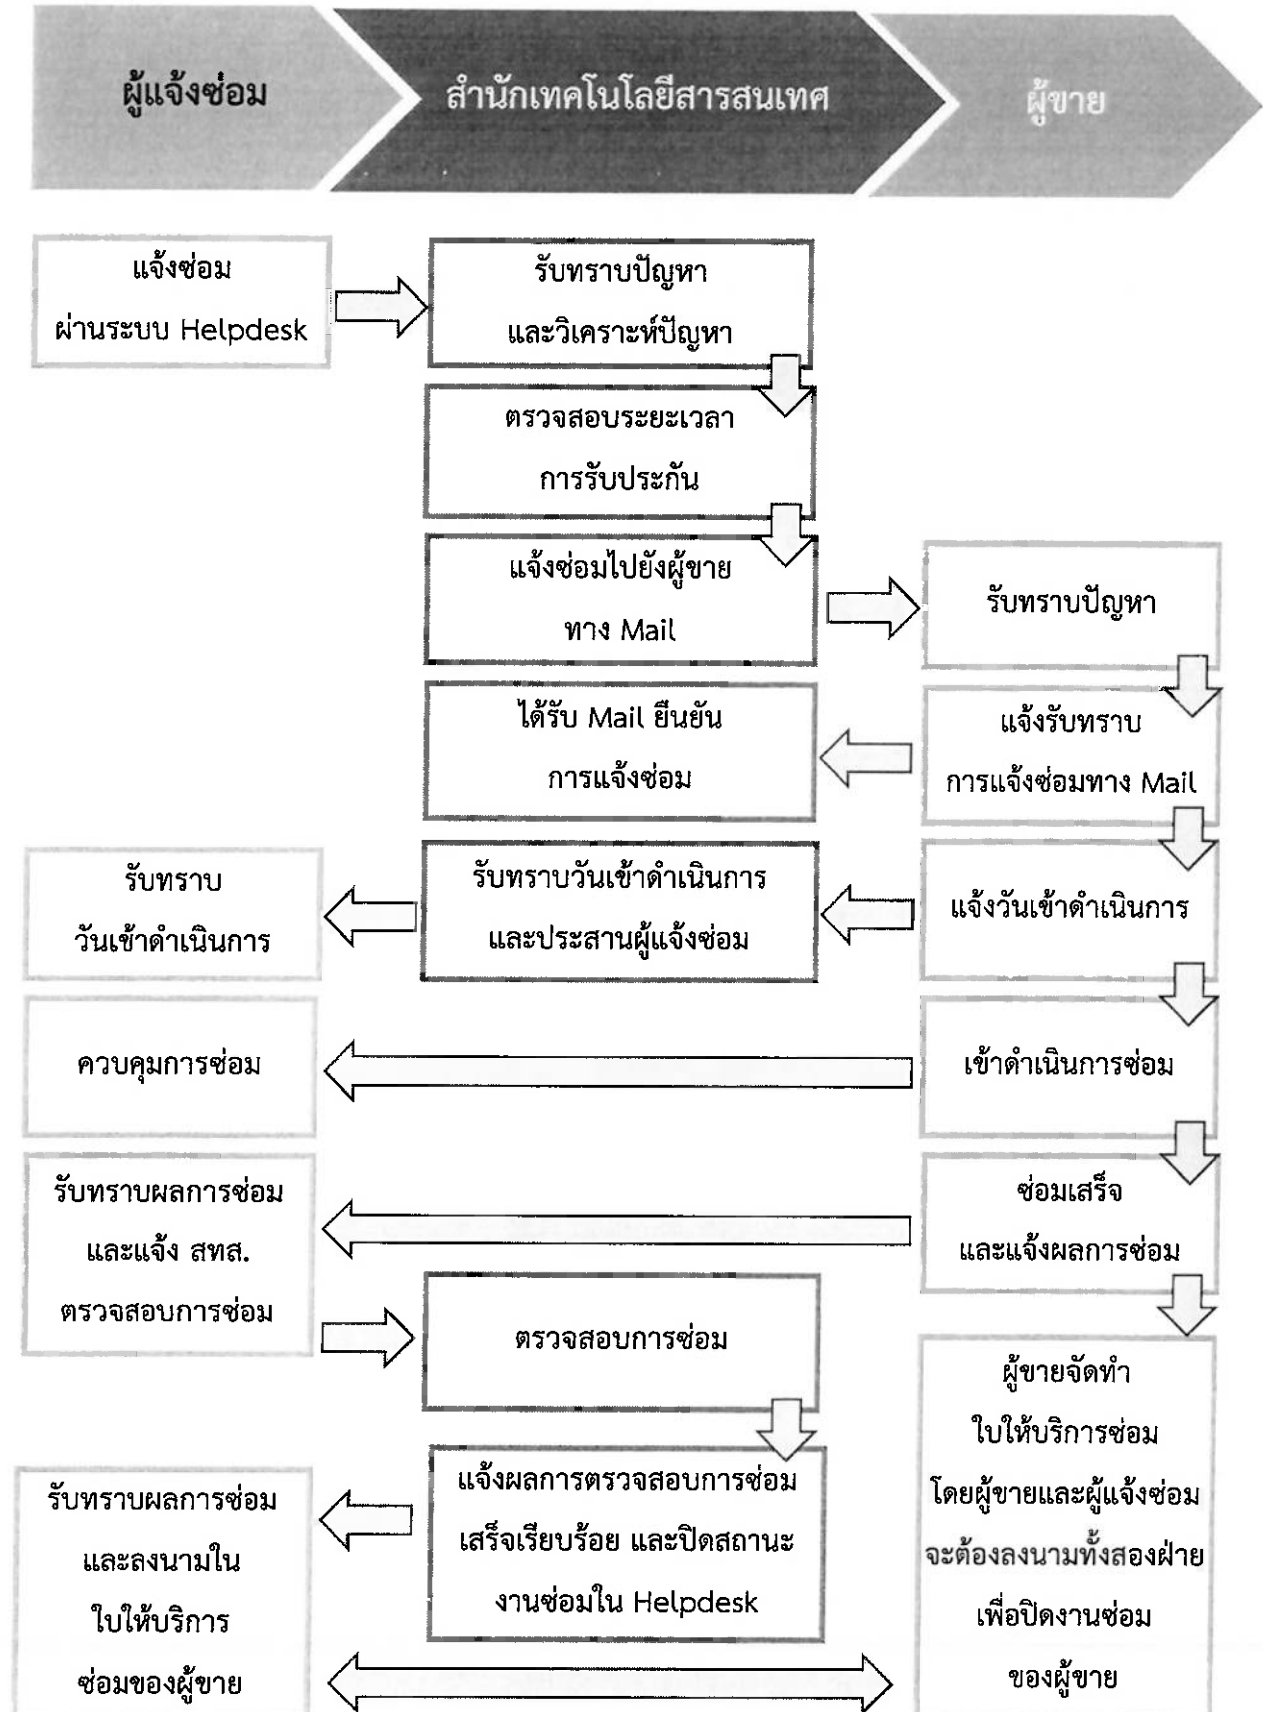 ผู้แจ้งซ่อม
สำนักเทคโนโลยีสารสนเทศ
ผู้ขาย
แจ้งซ่อม
ผ่านระบบ Helpdesk
รับทราบปัญหา
และวิเคราะห์ปัญหา
ตรวจสอบระยะเวลา
การรับประกัน
แจ้งซ่อมไปยังผู้ขาย
ทาง Mail
รับทราบปัญหา
ได้รับ Mail ยืนยัน
การแจ้งซ่อม
แจ้งรับทราบ
การแจ้งซ่อมทาง Mail
รับทราบ
วันเข้าดำเนินการ
รับทราบวันเข้าดำเนินการ
และประสานผู้แจ้งซ่อม
แจ้งวันเข้าดำเนินการ
ควบคุมการซ่อม
เข้าดำเนินการซ่อม
รับทราบผลการซ่อม
และแจ้ง สทส.
ตรวจสอบการซ่อม
ซ่อมเสร็จ
และแจ้งผลการซ่อม
ตรวจสอบการซ่อม
ผู้ขายจัดทำ
ใบให้บริการซ่อม
โดยผู้ขายและผู้แจ้งซ่อม
จะต้องลงนามทั้งสองฝ่าย
เพื่อปิดงานซ่อม
ของผู้ขาย
แจ้งผลการตรวจสอบการซ่อม
เสร็จเรียบร้อย และปิดสถานะ
งานซ่อมใน Helpdesk
รับทราบผลการซ่อม
และลงนามใน
ใบให้บริการ
ซ่อมของผู้ขาย